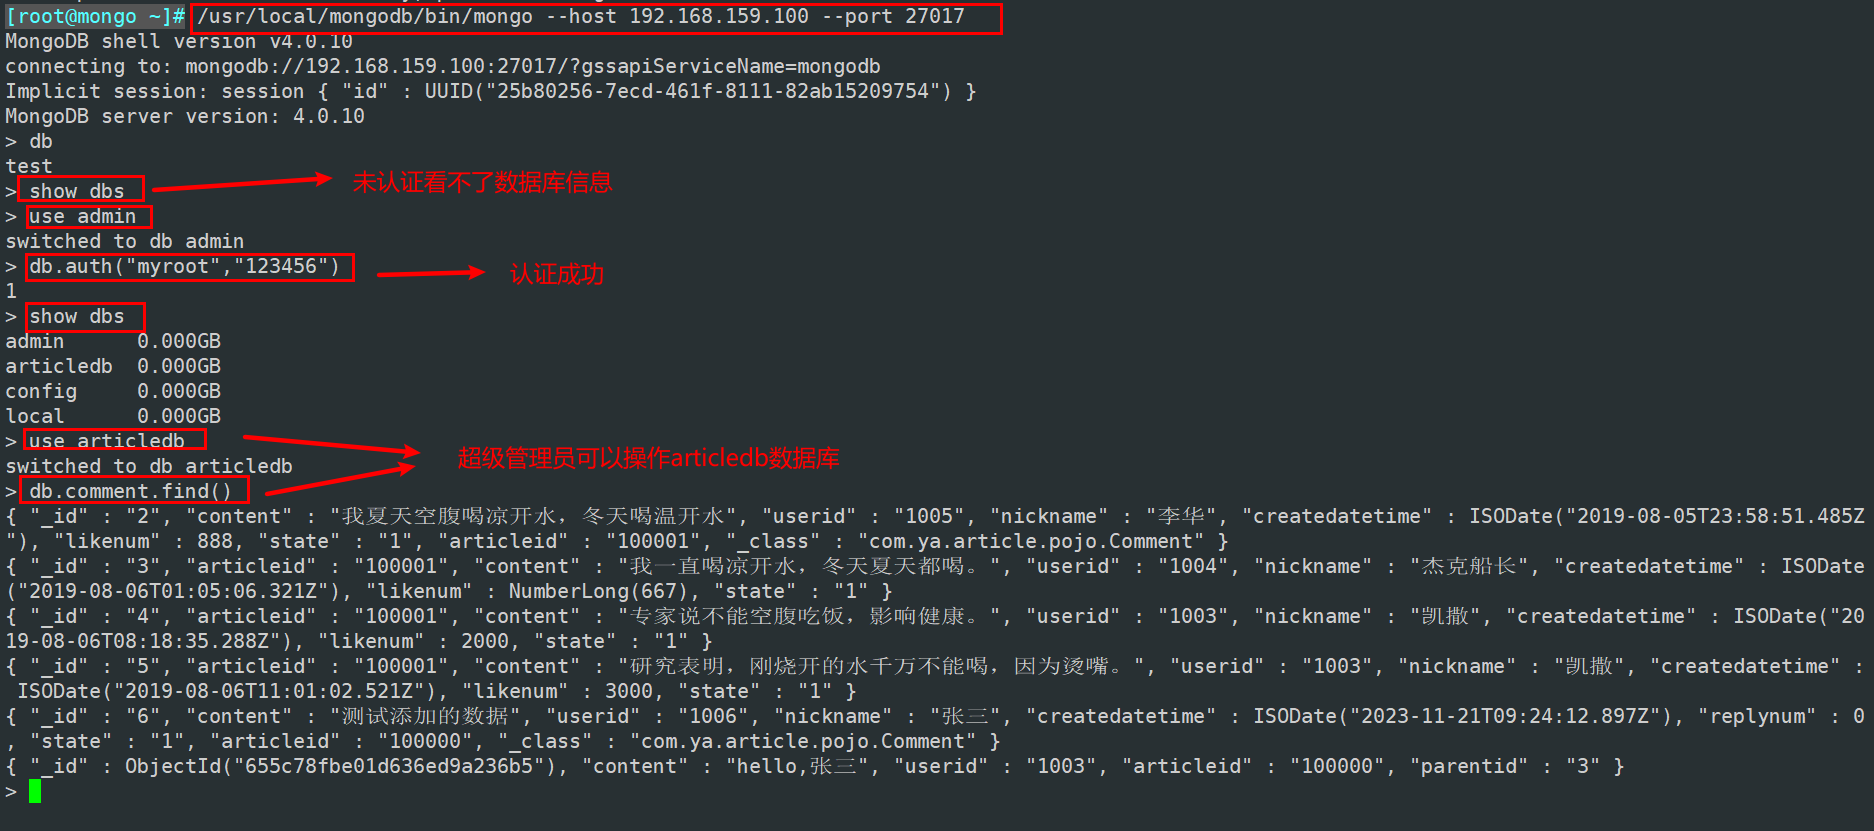 [root@mongo ~]# /usr/local/mongodb/bin/mongo --host 192.168.159.100 --port 27017
MongoDB shell version v4.0.10
connecting to: mongodb://192.168.159.100:27017/?gssapiServiceName=mongodb
Implicit session: session { "id" : UUID("25b80256-7ecd-461f-8111-82ab15209754") }
MongoDB server version: 4.0.10
> db
test
> show dbs 未认证看不了数据库信息
> use admin
switched to db admin
> db.auth("myroot","123456") 认证成功
1
> show dbs
admin 0.000GB
articledb 0.000GB
config 0.000GB
local 0.000GB
> use articledb 超级管理员可以操作articledb数据库
switched to db articledb
> db.comment.find()
{ "_id" : "2", "content" : "我夏天空腹喝凉开水，冬天喝温开水", "userid" : "1005", "nickname" : "李华", "createdatetime" : ISODate("2019-08-05T23:58:51.485Z
"), "likenum" : 888, "state" : "1", "articleid" : "100001", "_class" : "com.ya.article.pojo.Comment" }
{ "_id" : "3", "articleid" : "100001", "content" : "我一直喝凉开水，冬天夏天都喝。", "userid" : "1004", "nickname" : "杰克船长", "createdatetime" : ISODate
("2019-08-06T01:05:06.321Z"), "likenum" : NumberLong(667), "state" : "1" }
{ "_id" : "4", "articleid" : "100001", "content" : "专家说不能空腹吃饭，影响健康。", "userid" : "1003", "nickname" : "凯撒", "createdatetime" : ISODate("20
19-08-06T08:18:35.288Z"), "likenum" : 2000, "state" : "1" }
{ "_id" : "5", "articleid" : "100001", "content" : "研究表明，刚烧开的水千万不能喝，因为烫嘴。", "userid" : "1003", "nickname" : "凯撒", "createdatetime" :
ISODate("2019-08-06T11:01:02.521Z"), "likenum" : 3000, "state" : "1" }
{ "_id" : "6", "content" : "测试添加的数据", "userid" : "1006", "nickname" : "张三", "createdatetime" : ISODate("2023-11-21T09:24:12.897Z"), "replynum" : 0
, "state" : "1", "articleid" : "100000", "_class" : "com.ya.article.pojo.Comment" }
{ "_id" : ObjectId("655c78fbe01d636ed9a236b5"), "content" : "hello,张三", "userid" : "1003", "articleid" : "100000", "parentid" : "3" }
>